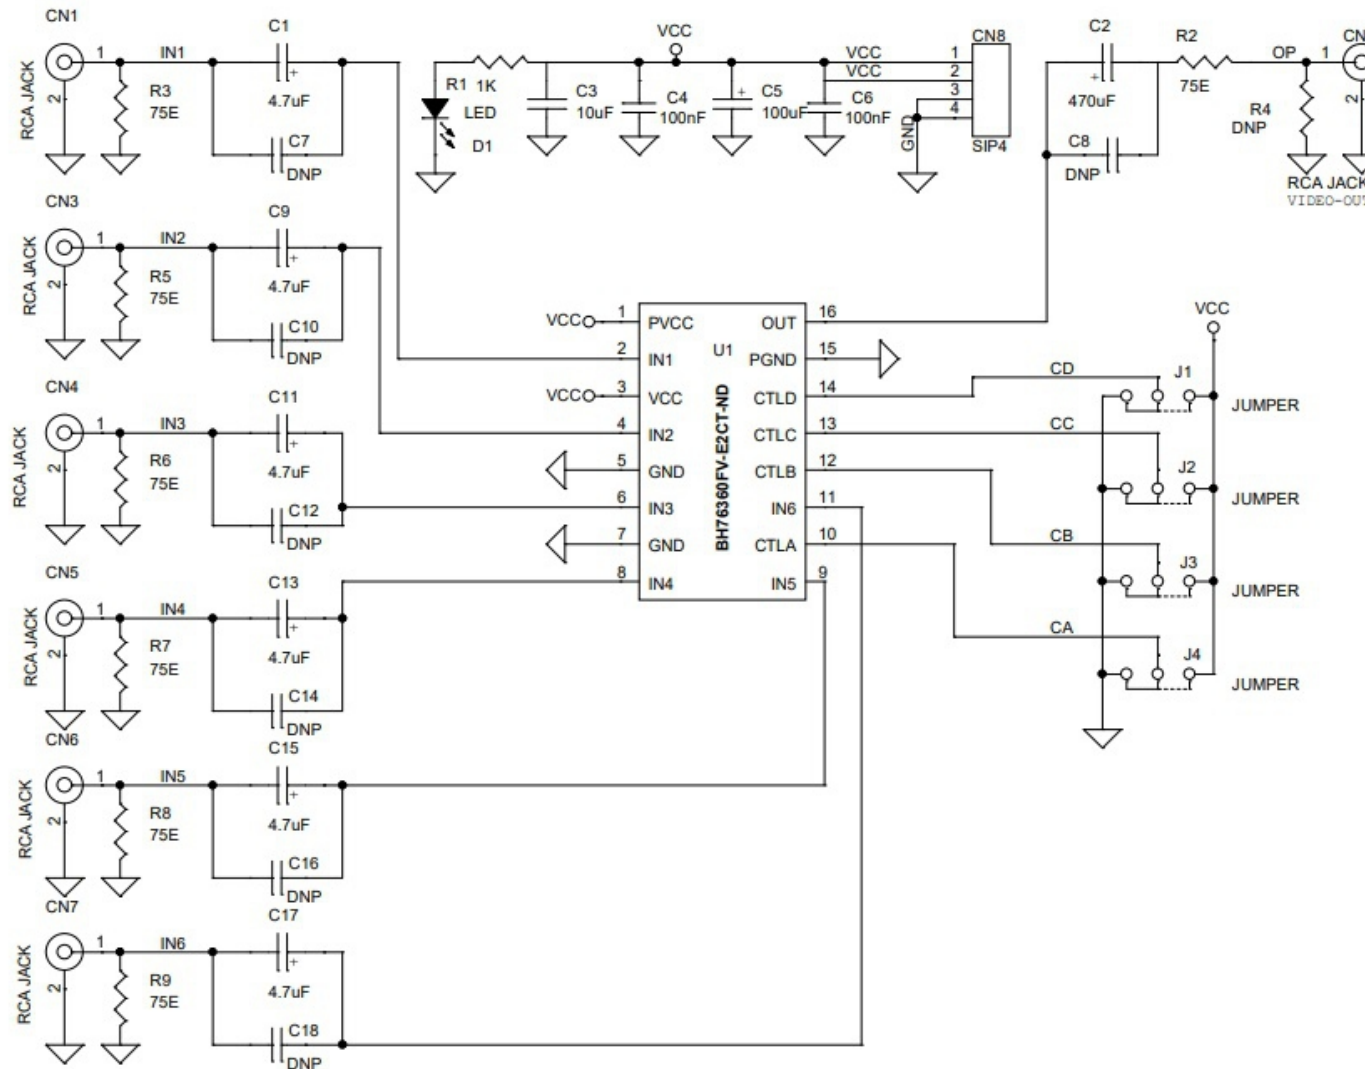 CN1
1
IN1
C1
+
4.7uF
R3
75E
C7
DNP
2
RCA JACK
R1
1K
LED
D1
C3
10uF
VCC
C4
100nF
+
C5
100uF
VCC
VCC
C6
100nF
CN8
1
2
3
4
GND
SIP4
C2
+
470uF
C8
DNP
R2
75E
OP
1
CN
2
R4
DNP
RCA JACK
VIDEO-OUT
CN3
1
IN2
C9
+
4.7uF
R5
75E
C10
DNP
2
RCA JACK
CN4
1
IN3
C11
+
4.7uF
R6
75E
C12
DNP
2
RCA JACK
CN5
1
IN4
C13
+
4.7uF
R7
75E
C14
DNP
2
RCA JACK
CN6
1
IN5
C15
+
4.7uF
R8
75E
C16
DNP
2
RCA JACK
CN7
1
IN6
C17
+
4.7uF
R9
75E
C18
DNP
2
RCA JACK
U1
BH76360FV-E2CT-ND
VCC
1 PVCC
2 IN1
VCC
3 VCC
4 IN2
5 GND
6 IN3
7 GND
8 IN4
OUT 16
PGND 15
CTLD 14
CTLC 13
CTLB 12
IN6 11
CTLA 10
IN5 9
VCC
CD
J1
JUMPER
CC
J2
JUMPER
CB
J3
JUMPER
CA
J4
JUMPER